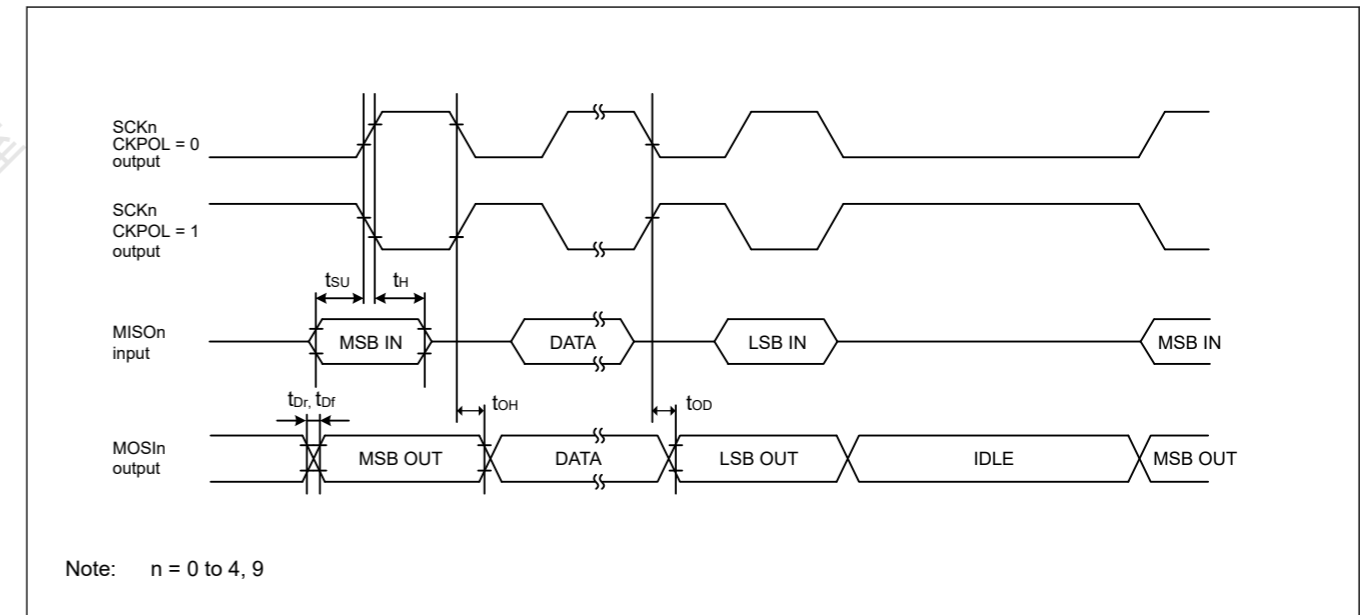 SCKn
CKPOL = 0
output
SCKn
CKPOL = 1
output
tSU
tH
MISOn
input
MSB IN
DATA
LSB IN
MSB IN
tDr, tDf
tOH
tOD
MOSIn
output
MSB OUT
DATA
LSB OUT
IDLE
MSB OUT
Note: n = 0 to 4, 9